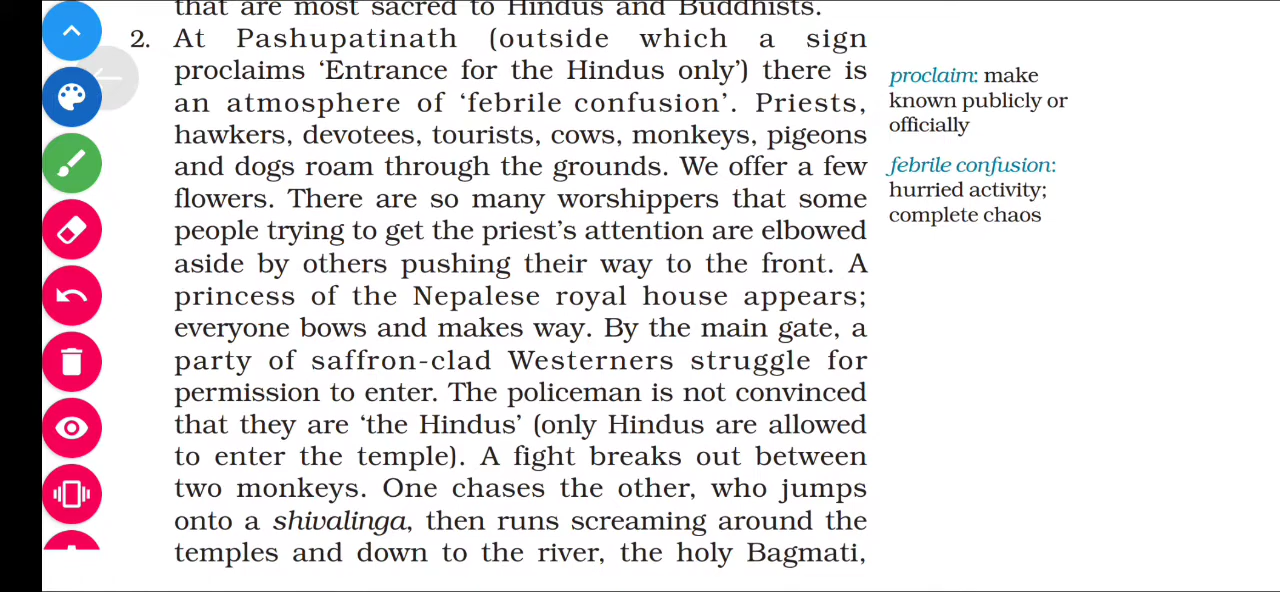 that are most sacred to Hindus and Buddhists.
2. At Pashupatinath (outside which a sign
proclaims ‘Entrance for the Hindus only’) there is
an atmosphere of ‘febrile confusion’. Priests,
hawkers, devotees, tourists, cows, monkeys, pigeons
and dogs roam through the grounds. We offer a few
flowers. There are so many worshippers that some
people trying to get the priest’s attention are elbowed
aside by others pushing their way to the front. A
princess of the Nepalese royal house appears;
everyone bows and makes way. By the main gate, a
party of saffron-clad Westerners struggle for
permission to enter. The policeman is not convinced
that they are ‘the Hindus’ (only Hindus are allowed
to enter the temple). A fight breaks out between
two monkeys. One chases the other, who jumps
onto a shivalinga, then runs screaming around the
temples and down to the river, the holy Bagmati,
proclaim: make
known publicly or
officially
febrile confusion:
hurried activity;
complete chaos